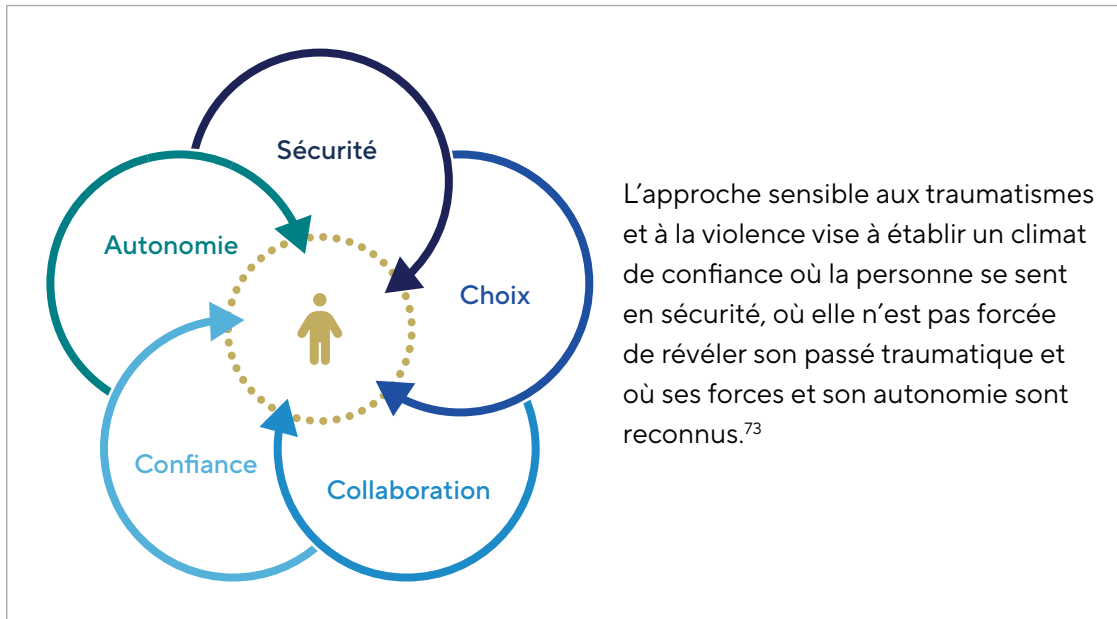 Sécurité
Autonomie
Choix
Confiance
Collaboration
L’approche sensible aux traumatismes
et à la violence vise à établir un climat
de confiance où la personne se sent
en sécurité, où elle n’est pas forcée
de révéler son passé traumatique et
où ses forces et son autonomie sont
reconnus.73